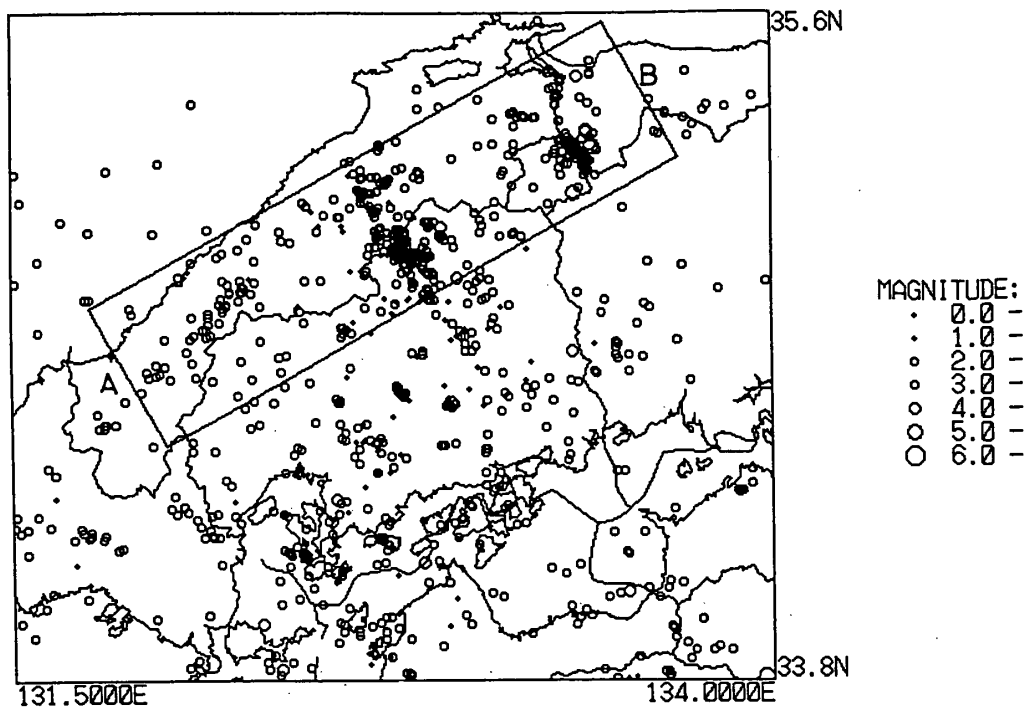 35.6N
B
A
MAGNITUDE:
0.0 -
1.0 -
2.0 -
3.0 -
4.0 -
5.0 -
6.0 -
33.8N
131.5000E
134.0000E